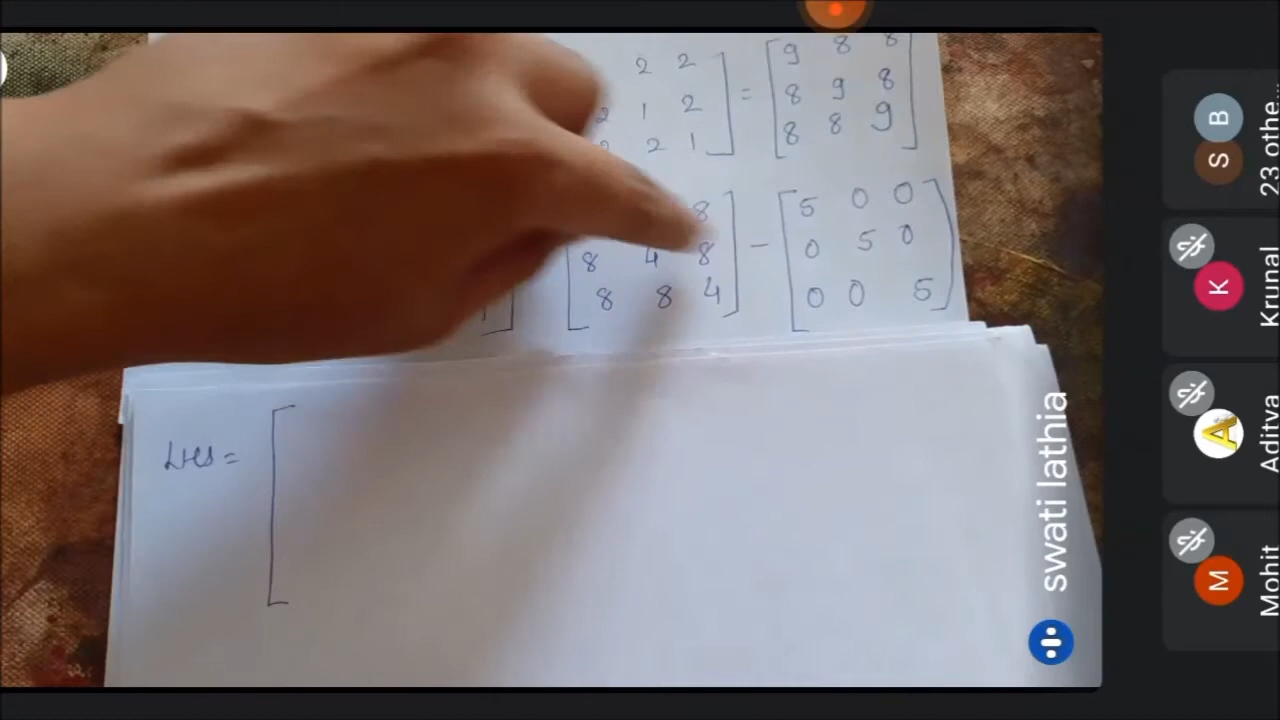 2 2 9 8 8
2 1 2 = 8 9 8
2 2 1 8 8 9
8 5 0 0
8 4 8 - 0 5 0
8 8 4 0 0 5
LHS =
swati lathia
S B
23 othe...
K
Krunal
A
Aditya
M
Mohit